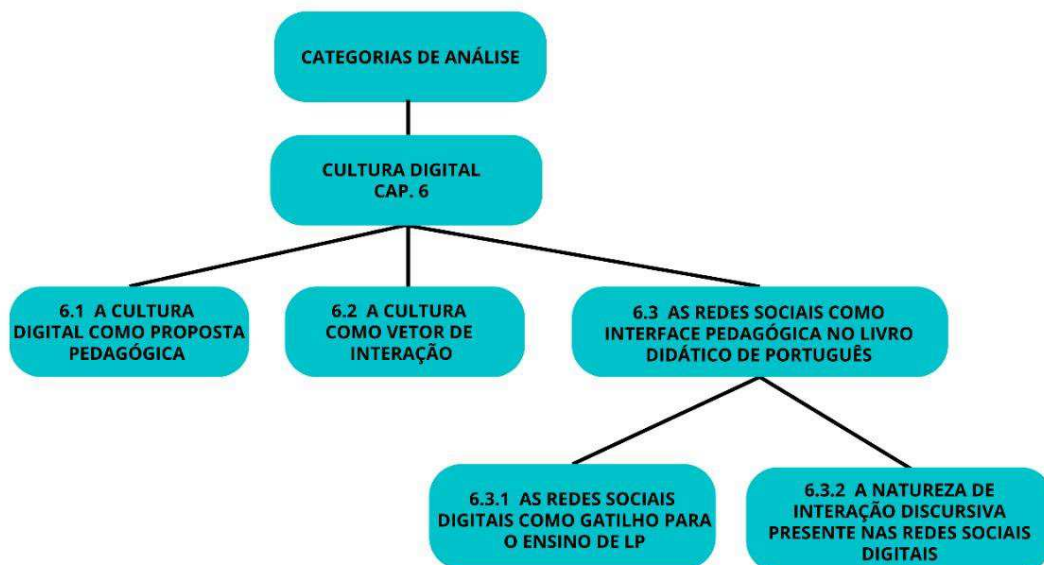 CATEGORIAS DE ANÁLISE
CULTURA DIGITAL
CAP. 6
6.1 A CULTURA
DIGITAL COMO PROPOSTA
PEDAGÓGICA
6.2 A CULTURA
COMO VETOR DE
INTERAÇÃO
6.3 AS REDES SOCIAIS COMO
INTERFACE PEDAGÓGICA NO LIVRO
DIDÁTICO DE PORTUGUÊS
6.3.1 AS REDES SOCIAIS
DIGITAIS COMO GATILHO PARA
O ENSINO DE LP
6.3.2 A NATUREZA DE
INTERAÇÃO DISCURSIVA
PRESENTE NAS REDES SOCIAIS
DIGITAIS